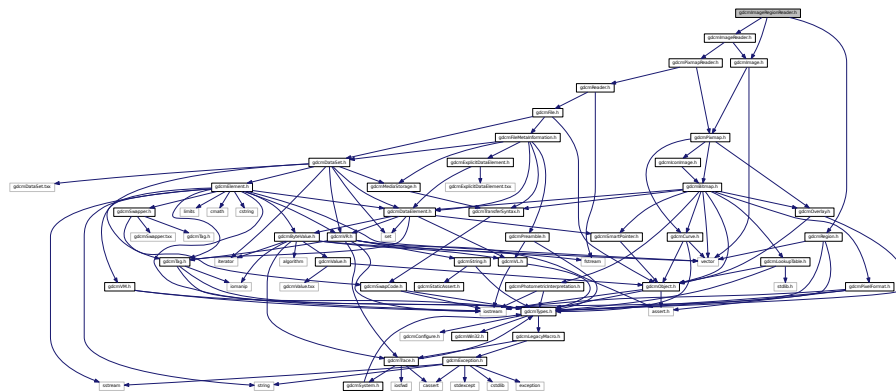 gdcmImageRegionReader.h
gdcmImageReader.h
gdcmPixmapReader.h
gdcmImage.h
gdcmReader.h
gdcmFile.h
gdcmFileMetaInformation.h
gdcmPixmap.h
gdcmDataSet.h
gdcmExplicitDataElement.h
gdcmIconImage.h
gdcmDataSet.txx
gdcmElement.h
gdcmMediaStorage.h
gdcmExplicitDataElement.txx
gdcmBitmap.h
gdcmSwapper.h
limits
cmath
cstring
gdcmDataElement.h
gdcmTransferSyntax.h
gdcmOverlay.h
gdcmSwapper.txx
gdcmTag.h
gdcmByteValue.h
gdcmVR.h
set
gdcmPreamble.h
gdcmSmartPointer.h
gdcmCurve.h
gdcmRegion.h
gdcmTag.h
iterator
algorithm
gdcmValue.h
gdcmString.h
gdcmVL.h
fstream
vector
gdcmLookupTable.h
gdcmVM.h
iomanip
gdcmValue.txx
gdcmSwapCode.h
gdcmStaticAssert.h
gdcmPhotometricInterpretation.h
gdcmObject.h
stdlib.h
gdcmPixelFormat.h
iostream
gdcmTypes.h
assert.h
gdcmConfigure.h
gdcmWin32.h
gdcmLegacyMacro.h
gdcmTrace.h
gdcmException.h
sstream
string
gdcmSystem.h
iosfwd
cassert
stdexcept
cstdlib
exception